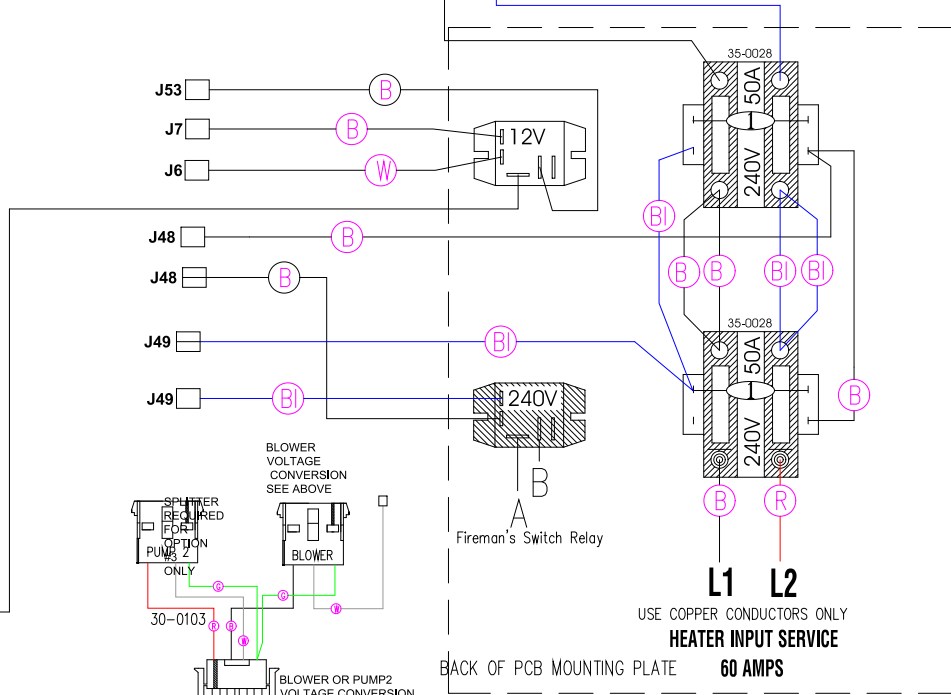 35-0028
50A
1
240V
J53
B
J7
B
12V
J6
W
J48
B
BI
B
B
BI
BI
J48
B
35-0028
J49
BI
50A
1
240V
B
J49
BI
240V
B
A
Fireman's Switch Relay
B
R
L1
L2
USE COPPER CONDUCTORS ONLY
HEATER INPUT SERVICE
60 AMPS
BACK OF PCB MOUNTING PLATE
BLOWER
VOLTAGE
CONVERSION
SEE ABOVE
SPLITTER
REQUIRED
FOR
OPTION
#3
ONLY
PUMP 2
BLOWER
G
G
W
30-0103
R
B
W
BLOWER OR PUMP2
VOLTAGE CONVERSION